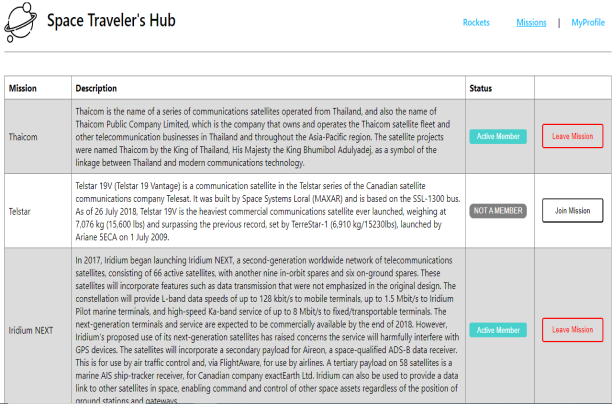 Space Traveler's Hub
Rockets Missions | MyProfile
Mission Description Status
Thaicom is the name of a series of communications satellites operated from Thailand, and also the name of
Thaicom Public Company Limited, which is the company that owns and operates the Thaicom satellite fleet and
Thaicom other telecommunication businesses in Thailand and throughout the Asia-Pacific region. The satellite projects Active Member Leave Mission
were named Thaicom by the King of Thailand, His Majesty the King Bhumibol Adulyadej, as a symbol of the
linkage between Thailand and modern communications technology.
Telstar 19V (Telstar 19 Vantage) is a communication satellite in the Telstar series of the Canadian satellite
communications company Telesat. It was built by Space Systems Loral (MAXAR) and is based on the SSL-1300 bus.
Telstar As of 26 July 2018, Telstar 19V is the heaviest commercial communications satellite ever launched, weighing at NOT A MEMBER Join Mission
7,076 kg (15,600 lbs) and surpassing the previous record, set by TerreStar-1 (6,910 kg/15230lbs), launched by
Ariane 5ECA on 1 July 2009.
In 2017, Iridium began launching Iridium NEXT, a second-generation worldwide network of telecommunications
satellites, consisting of 66 active satellites, with another nine in-orbit spares and six on-ground spares. These
satellites will incorporate features such as data transmission that were not emphasized in the original design. The
constellation will provide L-band data speeds of up to 128 kbit/s to mobile terminals, up to 1.5 Mbit/s to Iridium
Pilot marine terminals, and high-speed Ka-band service of up to 8 Mbit/s to fixed/transportable terminals. The
Iridium NEXT next-generation terminals and service are expected to be commercially available by the end of 2018. However, Active Member Leave Mission
Iridium's proposed use of its next-generation satellites has raised concerns the service will harmfully interfere with
GPS devices. The satellites will incorporate a secondary payload for Aireon, a space-qualified ADS-B data receiver.
This is for use by air traffic control and, via FlightAware, for use by airlines. A tertiary payload on 58 satellites is a
marine AIS ship-tracker receiver, for Canadian company exactEarth Ltd. Iridium can also be used to provide a data
link to other satellites in space, enabling command and control of other space assets regardless of the position of
ground stations and gateways.